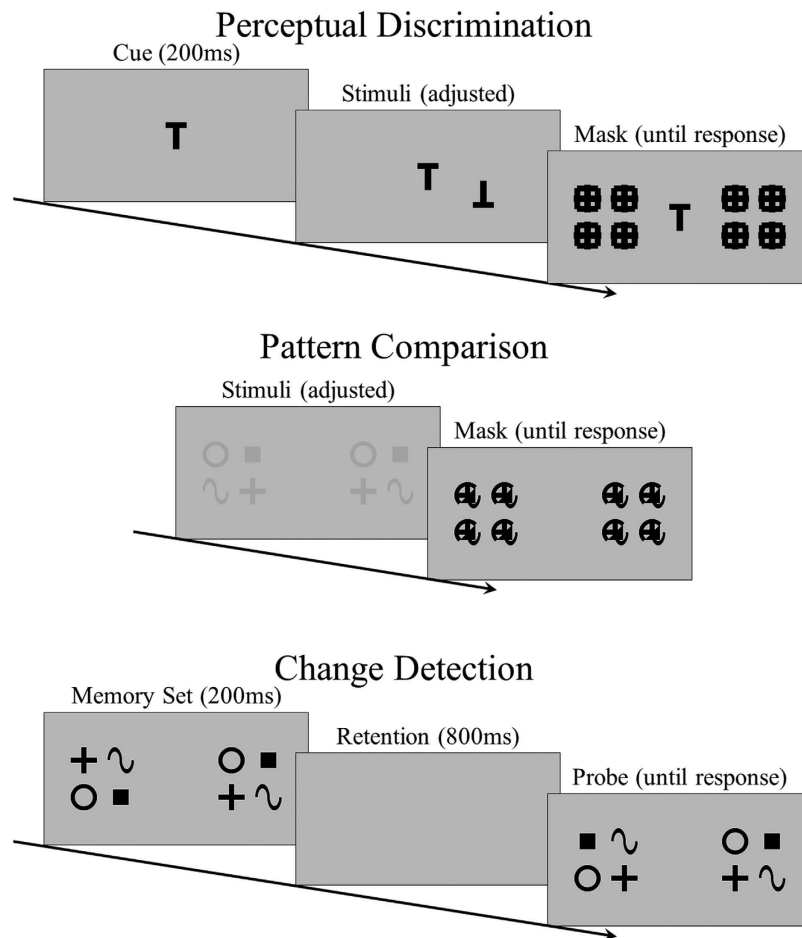 Perceptual Discrimination
Cue (200ms)
Stimuli (adjusted)
Mask (until response)
T
T
T
Pattern Comparison
Stimuli (adjusted)
Mask (until response)
Change Detection
Memory Set (200ms)
Retention (800ms)
Probe (until response)